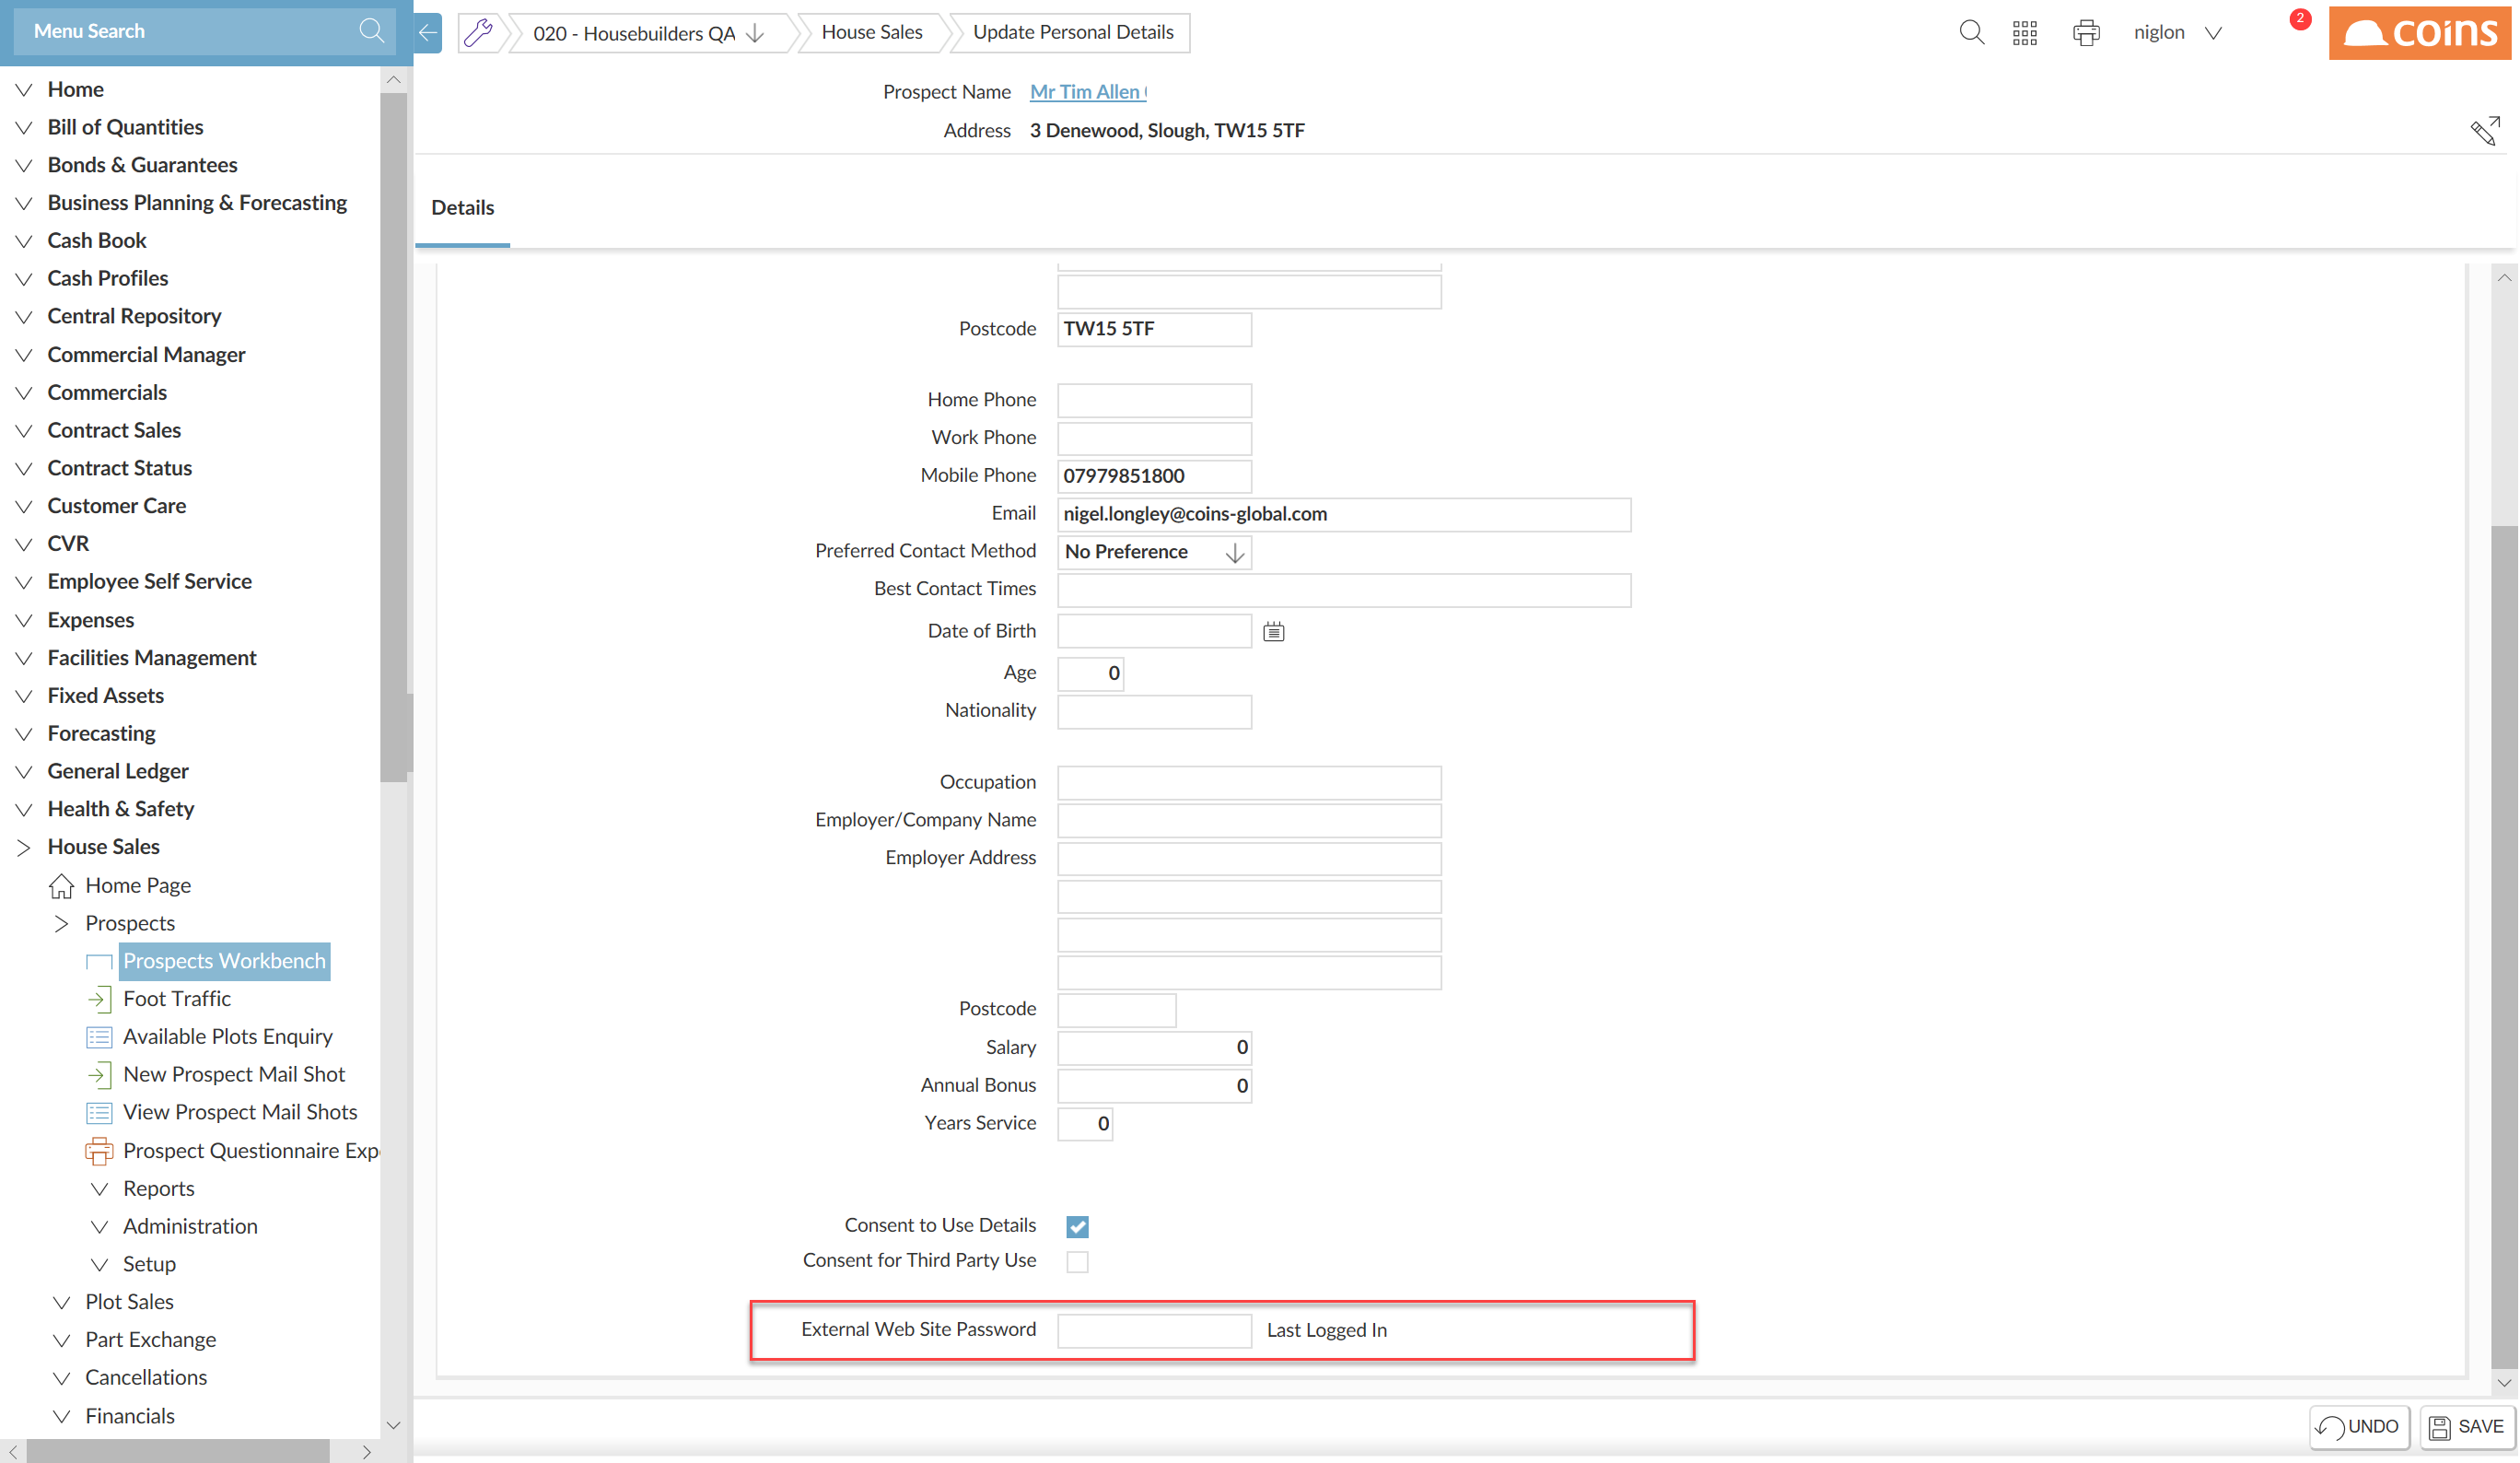 Menu Search
020 - Housebuilders QA
House Sales
Update Personal Details
niglon
2
coins
Prospect Name Mr Tim Allen
Address 3 Denewood, Slough, TW15 5TF
Details
Home
Bill of Quantities
Bonds & Guarantees
Business Planning & Forecasting
Cash Book
Cash Profiles
Central Repository
Commercial Manager
Commercials
Contract Sales
Contract Status
Customer Care
CVR
Employee Self Service
Expenses
Facilities Management
Fixed Assets
Forecasting
General Ledger
Health & Safety
House Sales
Home Page
Prospects
Prospects Workbench
Foot Traffic
Available Plots Enquiry
New Prospect Mail Shot
View Prospect Mail Shots
Prospect Questionnaire Exp
Reports
Administration
Setup
Plot Sales
Part Exchange
Cancellations
Financials
Postcode TW15 5TF
Home Phone
Work Phone
Mobile Phone 07979851800
Email nigel.longley@coins-global.com
Preferred Contact Method No Preference
Best Contact Times
Date of Birth
Age 0
Nationality
Occupation
Employer/Company Name
Employer Address
Postcode
Salary 0
Annual Bonus 0
Years Service 0
Consent to Use Details
Consent for Third Party Use
External Web Site Password Last Logged In
UNDO SAVE